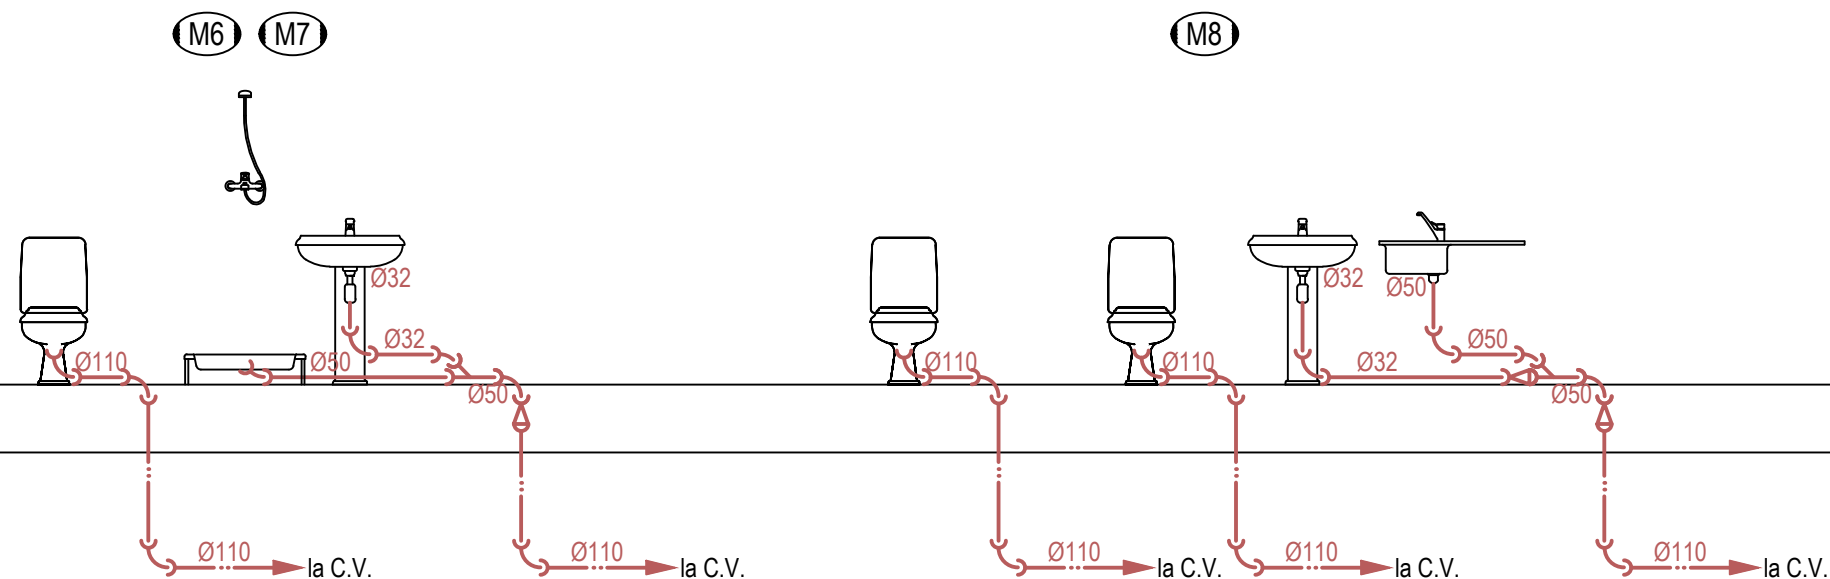 M6 M7 M8
Ø32 Ø32 Ø50
Ø32 Ø50
Ø110 Ø50 Ø110 Ø110 Ø32
Ø50 Ø50
Ø110 la C.V. Ø110 la C.V. Ø110 la C.V. Ø110 la C.V. Ø110 la C.V.